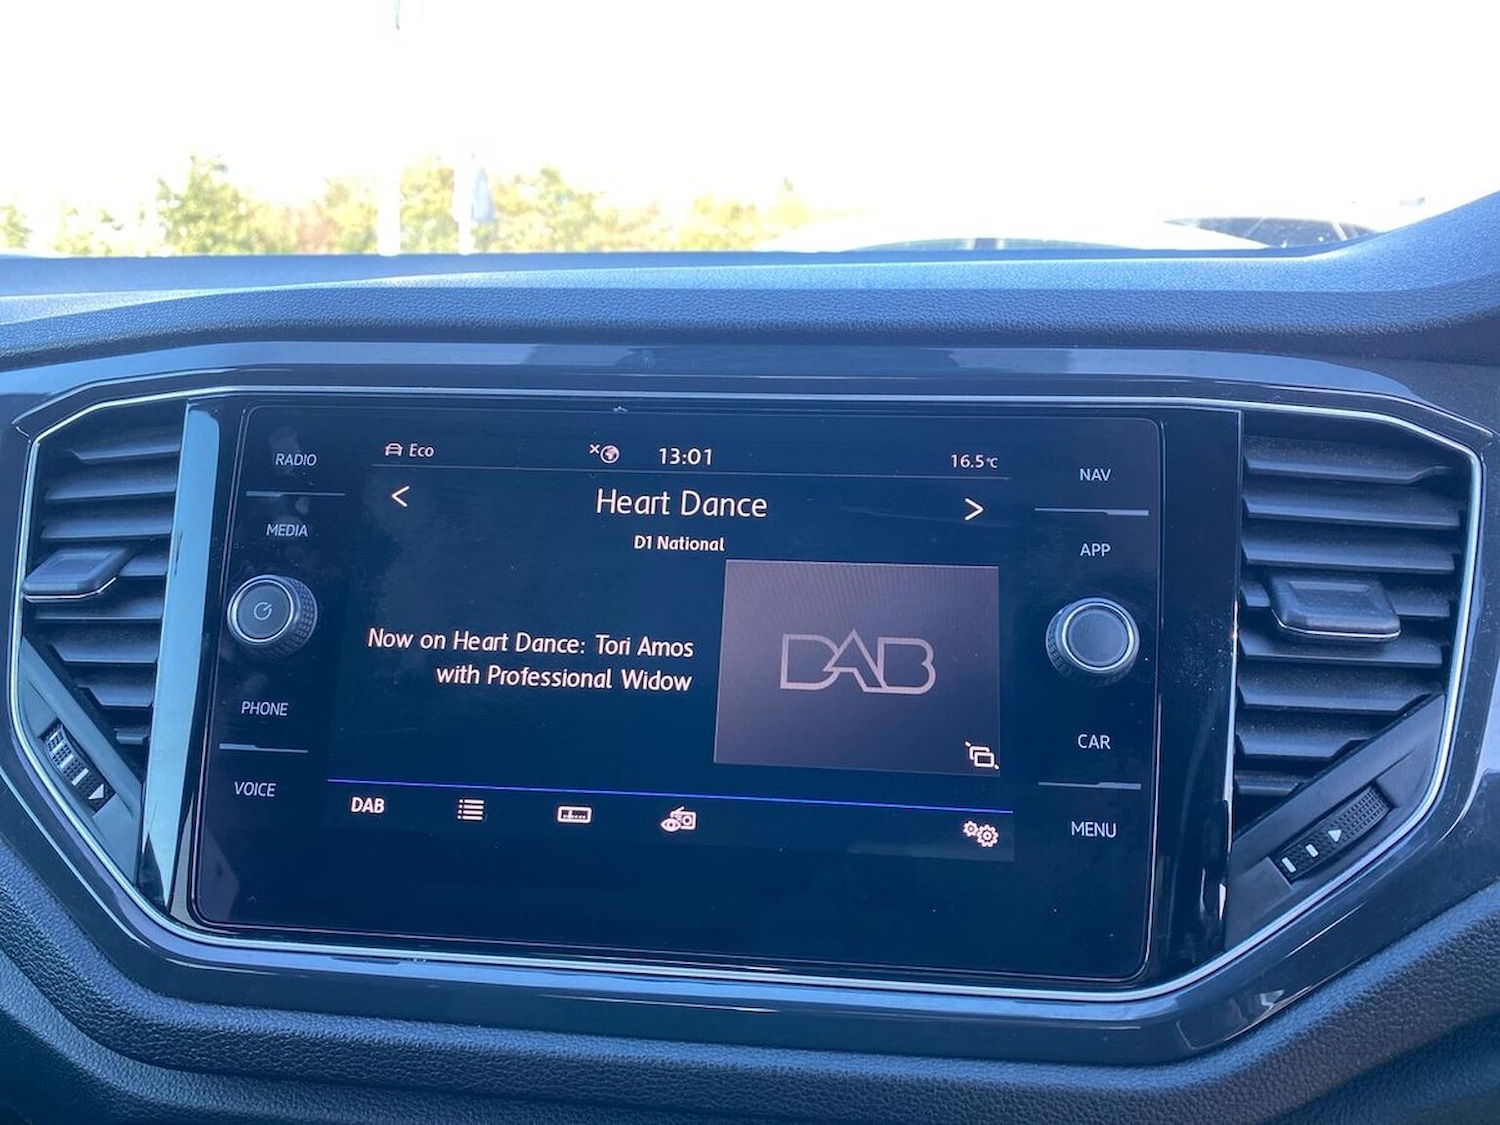 RADIO
MEDIA
PHONE
VOICE
Eco
13:01
16.5°C
< Heart Dance >
D1 National
Now on Heart Dance: Tori Amos
with Professional Widow
DAB
DAB
NAV
APP
CAR
MENU